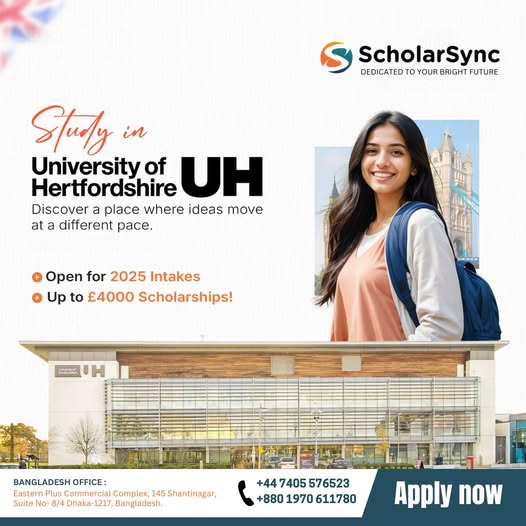 ScholarSync
DEDICATED TO YOUR BRIGHT FUTURE
Study in
University of
Hertfordshire UH
Discover a place where ideas move
at a different pace.
Open for 2025 Intakes
Up to £4000 Scholarships!
UH
BANGLADESH OFFICE :
Eastern Plus Commercial Complex, 145 Shantinagar,
Suite No- 8/4 Dhaka-1217, Bangladesh.
+44 7405 576523
+880 1970 611780
Apply now